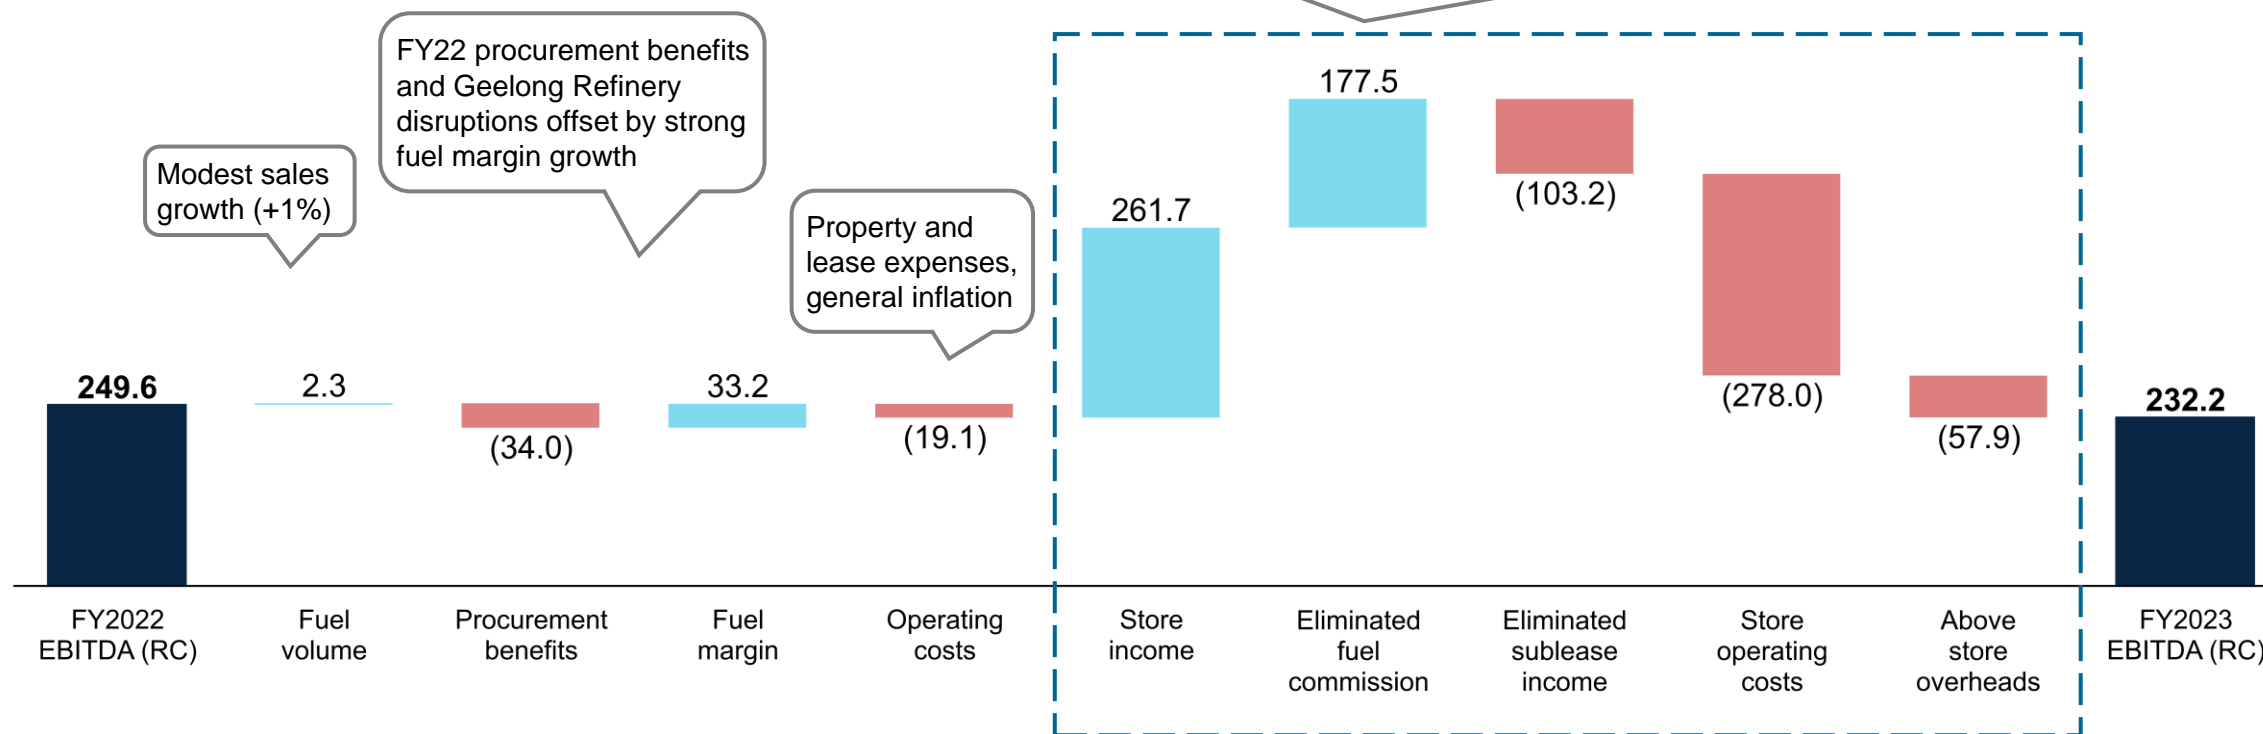 FY22 procurement benefits
and Geelong Refinery
disruptions offset by strong
fuel margin growth
Modest sales
growth (+1%)
Property and
lease expenses,
general inflation
249.6
2.3
(34.0)
33.2
(19.1)
261.7
177.5
(103.2)
(278.0)
(57.9)
232.2
FY2022
EBITDA (RC)
Fuel
volume
Procurement
benefits
Fuel
margin
Operating
costs
Store
income
Eliminated
fuel
commission
Eliminated
sublease
income
Store
operating
costs
Above
store
overheads
FY2023
EBITDA (RC)